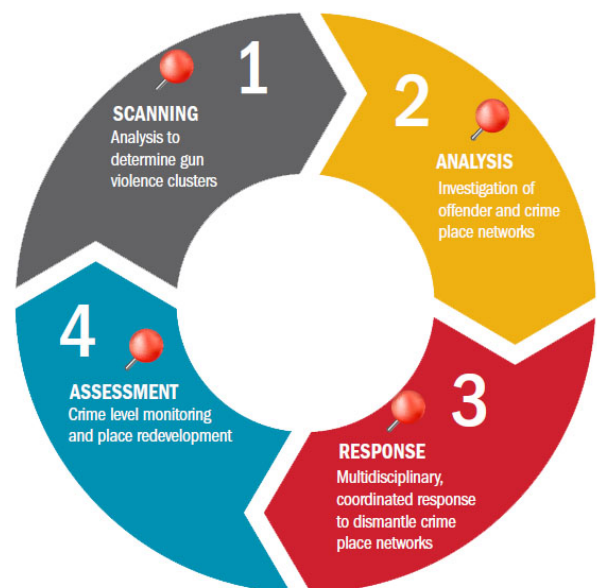 1
SCANNING
Analysis to
determine gun
violence clusters
2
ANALYSIS
Investigation of
offender and crime
place networks
3
RESPONSE
Multidisciplinary,
coordinated response
to dismantle crime
place networks
4
ASSESSMENT
Crime level monitoring
and place redevelopment